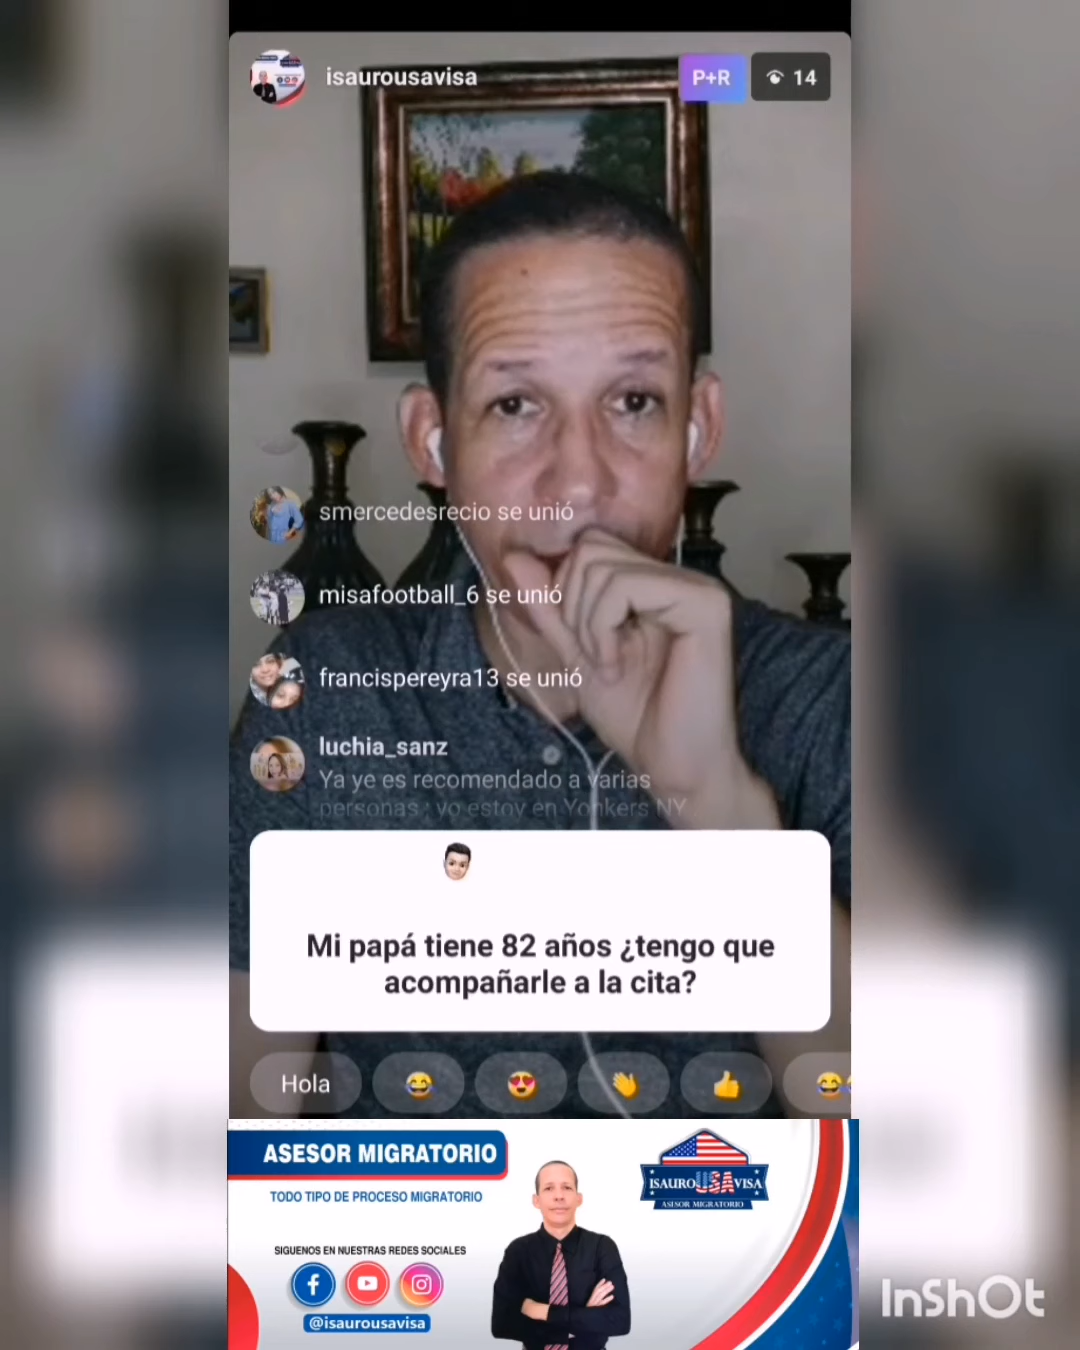 isaurousavisa
P+R
14
smercedesrecio se unió
misafootball_6 se unió
francispereyra13 se unió
luchia_sanz
Ya ye es recomendado a varias
personas ; yo estoy en Yonkers NY
Mi papá tiene 82 años ¿tengo que
acompañarle a la cita?
Hola
ASESOR MIGRATORIO
TODO TIPO DE PROCESO MIGRATORIO
SIGUENOS EN NUESTRAS REDES SOCIALES
@isaurousavisa
ISAURO USA VISA
ASESOR MIGRATORIO
InShOt